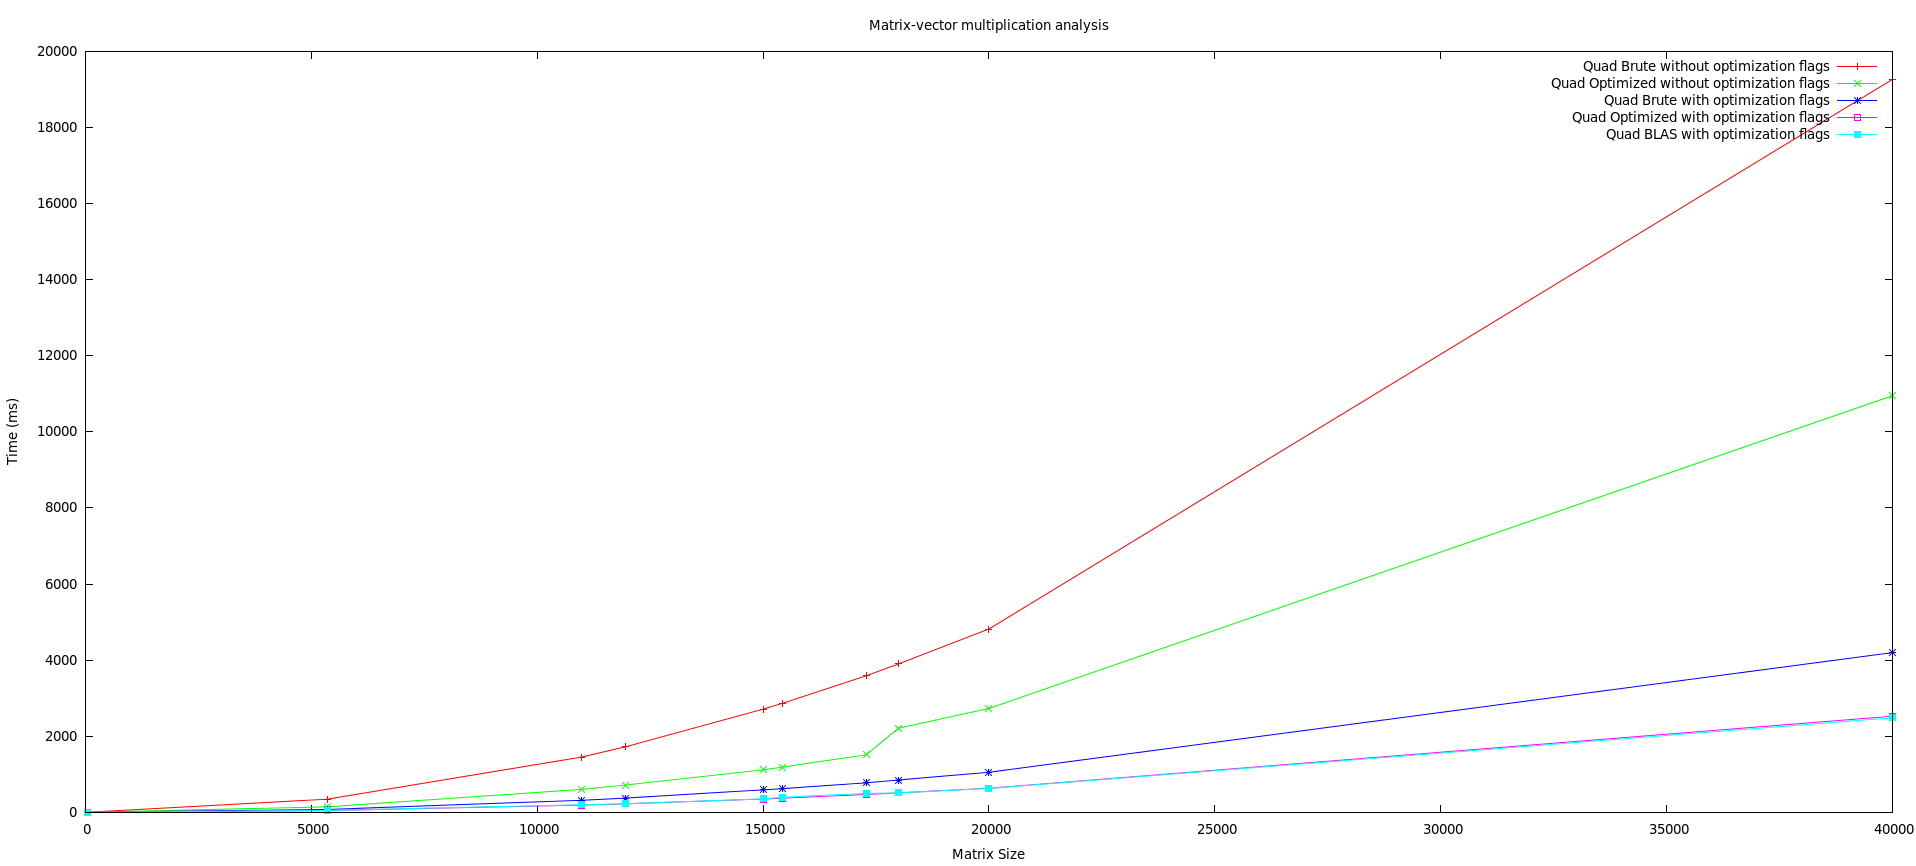 Matrix-vector multiplication analysis
20000
18000
16000
14000
12000
10000
8000
6000
4000
2000
0
Time (ms)
Quad Brute without optimization flags
Quad Optimized without optimization flags
Quad Brute with optimization flags
Quad Optimized with optimization flags
Quad BLAS with optimization flags
0 5000 10000 15000 20000 25000 30000 35000 40000
Matrix Size